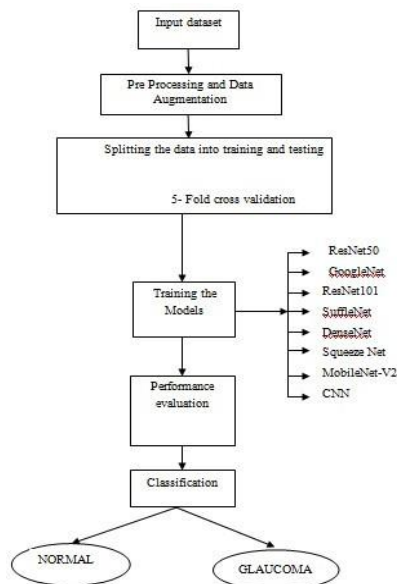 Input dataset
Pre Processing and Data
Augmentation
Splitting the data into training and testing
5- Fold cross validation
Training the
Models
ResNet50
GoogleNet
ResNet101
SuffleNet
DenseNet
Squeeze Net
MobileNet-V2
CNN
Performance
evaluation
Classification
NORMAL
GLAUCOMA